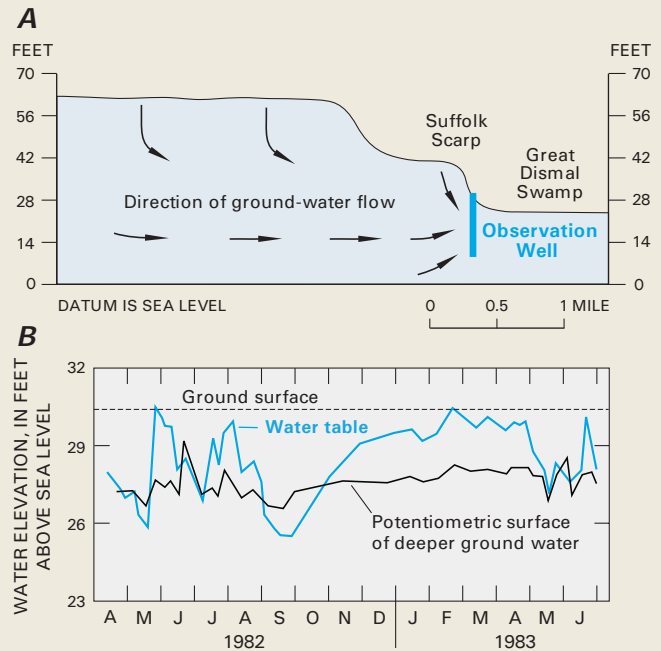 A
FEET
FEET
70
56
42
28
14
0
70
56
42
28
14
0
Suffolk
Scarp
Great
Dismal
Swamp
Direction of ground-water flow
Observation
Well
DATUM IS SEA LEVEL
0 0.5 1 MILE
B
WATER ELEVATION, IN FEET
ABOVE SEA LEVEL
32
29
26
23
Ground surface
Water table
Potentiometric surface
of deeper ground water
A M J J A S O N D J F M A M J
1982 1983